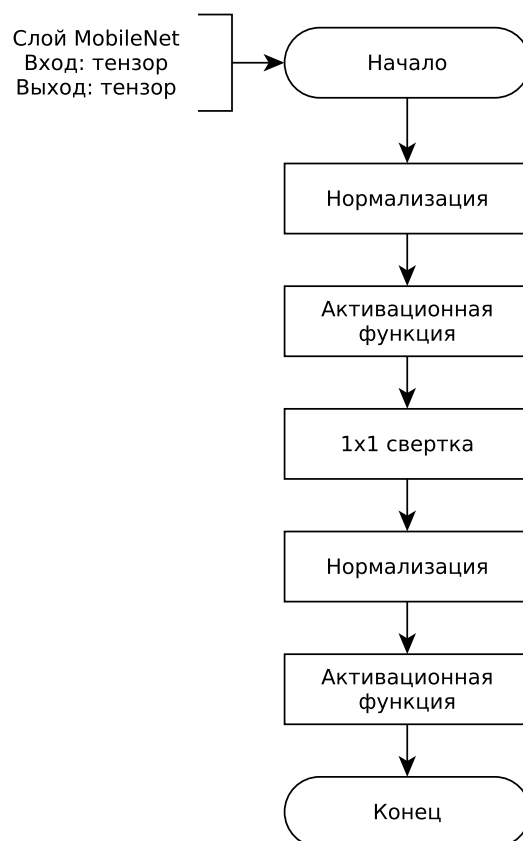 Слой MobileNet
Вход: тензор
Выход: тензор
Начало
Нормализация
Активационная
функция
1x1 свертка
Нормализация
Активационная
функция
Конец